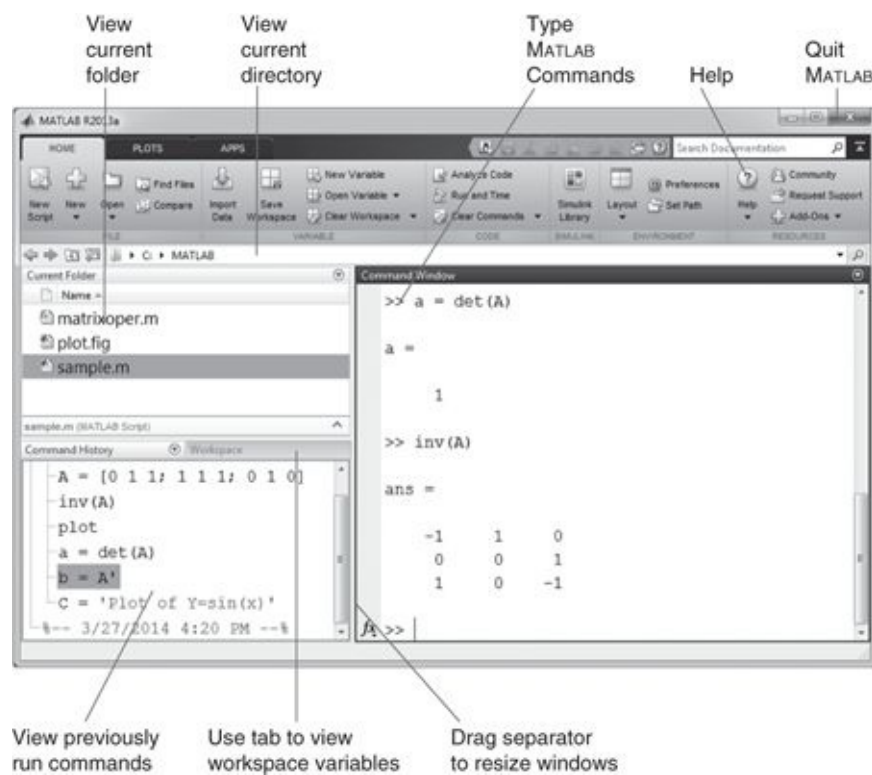 View current folder
View current directory
Type MATLAB Commands
Help
Quit MATLAB
MATLAB R2013a
HOME PLOTS APPS
Search Documentation
New Script
New
Open
Find Files
Compare
Import Data
Save Workspace
New Variable
Open Variable
Clear Workspace
Analyze Code
Run and Time
Clear Commands
Simulink Library
Layout
Preferences
Set Path
Help
Community
Request Support
Add-Ons
FILE VARIABLE CODE SIMULINK ENVIRONMENT RESOURCES
C: MATLAB
Current Folder
Name
matrixoper.m
plot.fig
sample.m
sample.m (MATLAB Script)
Command History Workspace
A = [0 1 1; 1 1 1; 0 1 0]
inv(A)
plot
a = det(A)
b = A'
C = 'Plot of Y=sin(x)'
%-- 3/27/2014 4:20 PM --%
Command Window
>> a = det(A)
a =
1
>> inv(A)
ans =
-1 1 0
0 0 1
1 0 -1
fx >>
View previously run commands
Use tab to view workspace variables
Drag separator to resize windows